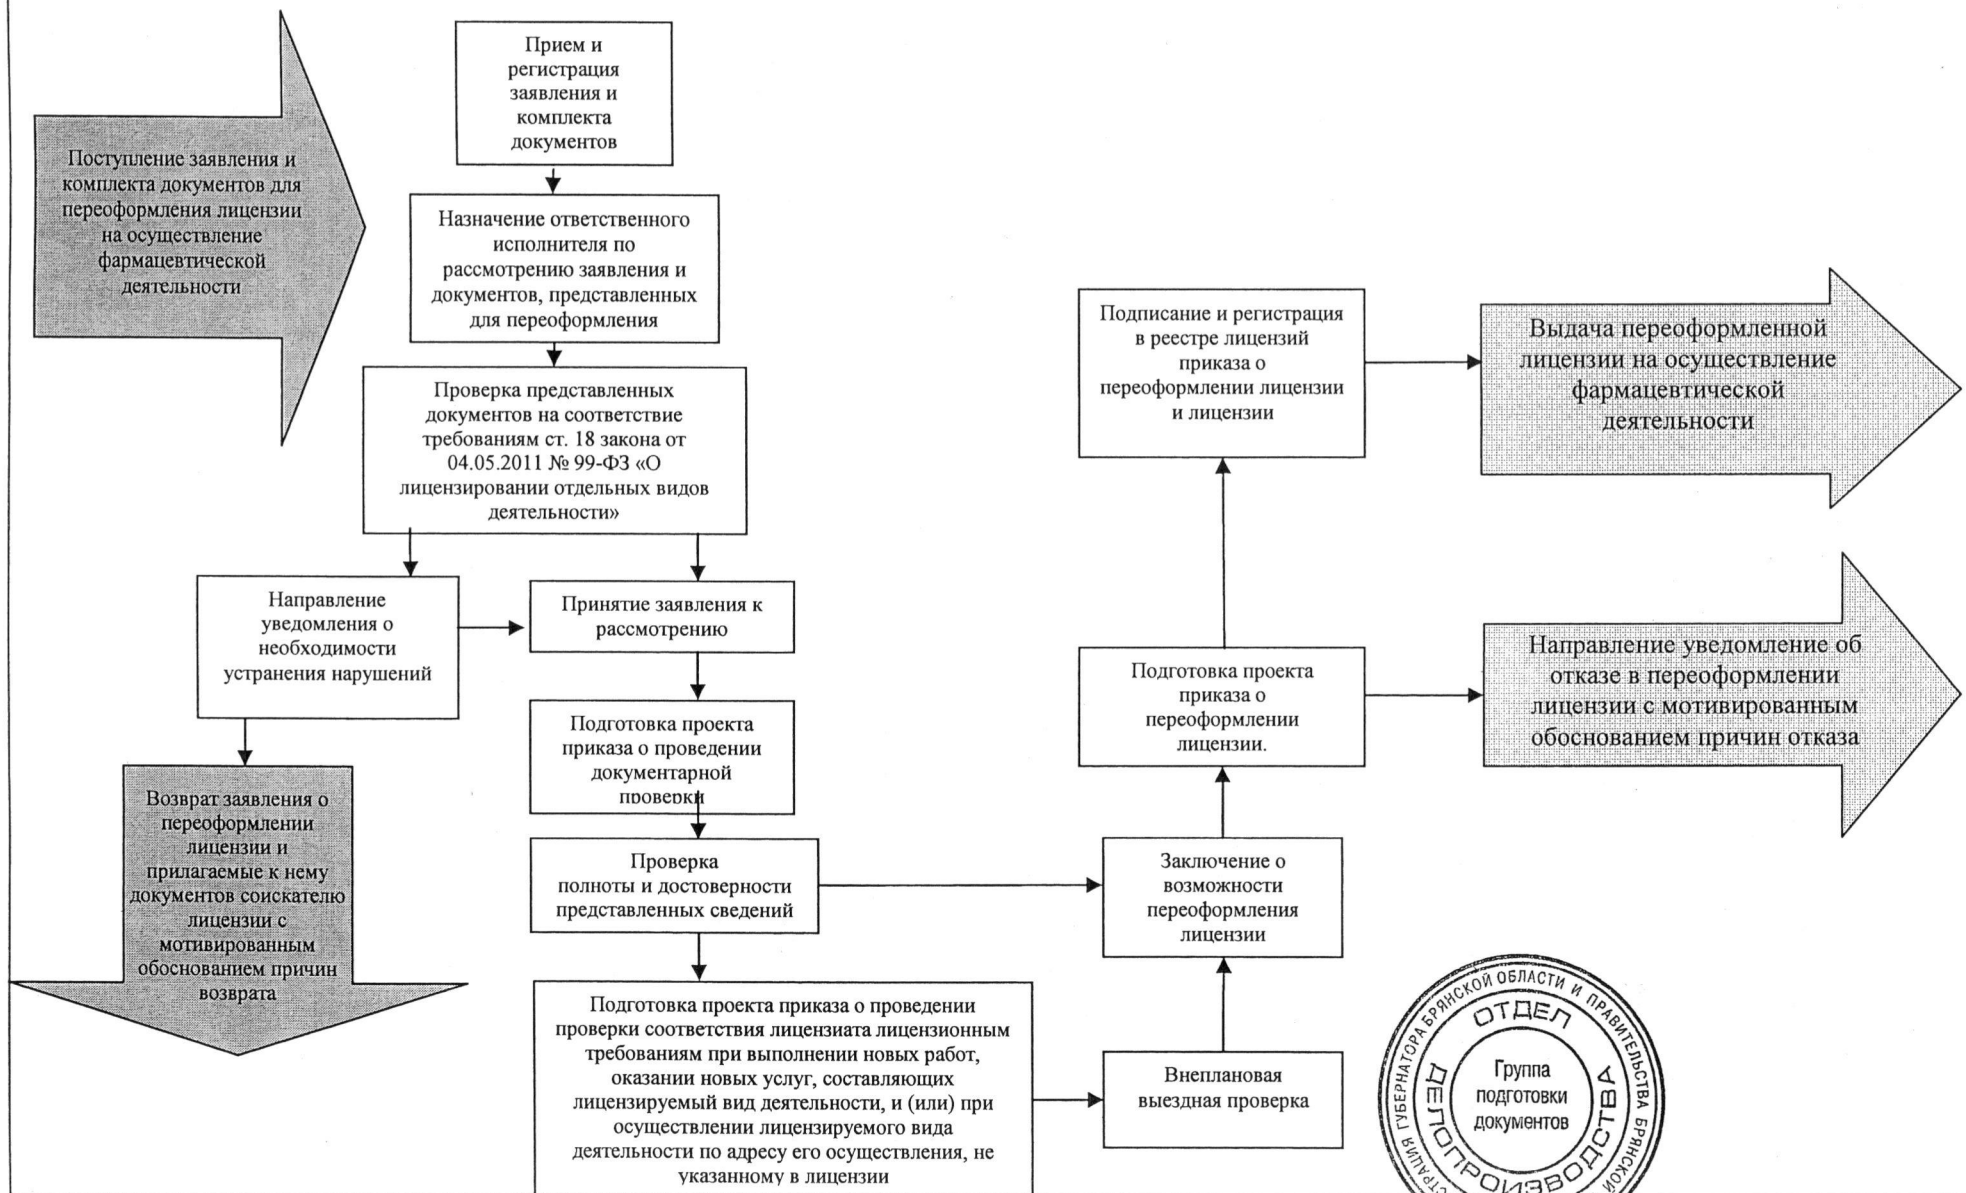 Поступление заявления и
комплекта документов для
переоформления лицензии
на осуществление
фармацевтической
деятельности
Прием и
регистрация
заявления и
комплекта
документов
Назначение ответственного
исполнителя по
рассмотрению заявления и
документов, представленных
для переоформления
Проверка представленных
документов на соответствие
требованиям ст. 18 закона от
04.05.2011 № 99-ФЗ «О
лицензировании отдельных видов
деятельности»
Направление
уведомления о
необходимости
устранения нарушений
Принятие заявления к
рассмотрению
Возврат заявления о
переоформлении
лицензии и
прилагаемые к нему
документов соискателю
лицензии с
мотивированным
обоснованием причин
возврата
Подготовка проекта
приказа о проведении
документарной
проверки
Проверка
полноты и достоверности
представленных сведений
Подготовка проекта приказа о проведении
проверки соответствия лицензиата лицензионным
требованиям при выполнении новых работ,
оказании новых услуг, составляющих
лицензируемый вид деятельности, и (или) при
осуществлении лицензируемого вида
деятельности по адресу его осуществления, не
указанному в лицензии
Внеплановая
выездная проверка
Заключение о
возможности
переоформления
лицензии
Подготовка проекта
приказа о
переоформлении
лицензии.
Подписание и регистрация
в реестре лицензий
приказа о
переоформлении лицензии
и лицензии
Выдача переоформленной
лицензии на осуществление
фармацевтической
деятельности
Направление уведомление об
отказе в переоформлении
лицензии с мотивированным
обоснованием причин отказа
ГУБЕРНАТОРА БРЯНСКОЙ ОБЛАСТИ И ПРАВИТЕЛЬСТВА БРЯНСКОЙ
ОТДЕЛ
ДЕЛОПРОИЗВОДСТВА
Группа
подготовки
документов